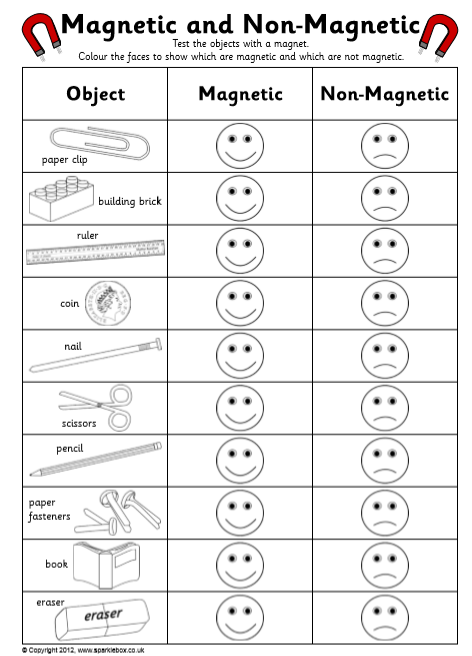 Magnetic and Non-Magnetic
Test the objects with a magnet.
Colour the faces to show which are magnetic and which are not magnetic.
Object Magnetic Non-Magnetic
paper clip
building brick
ruler
coin
nail
scissors
pencil
paper
fasteners
book
eraser
eraser
© Copyright 2012, www.sparklebox.co.uk